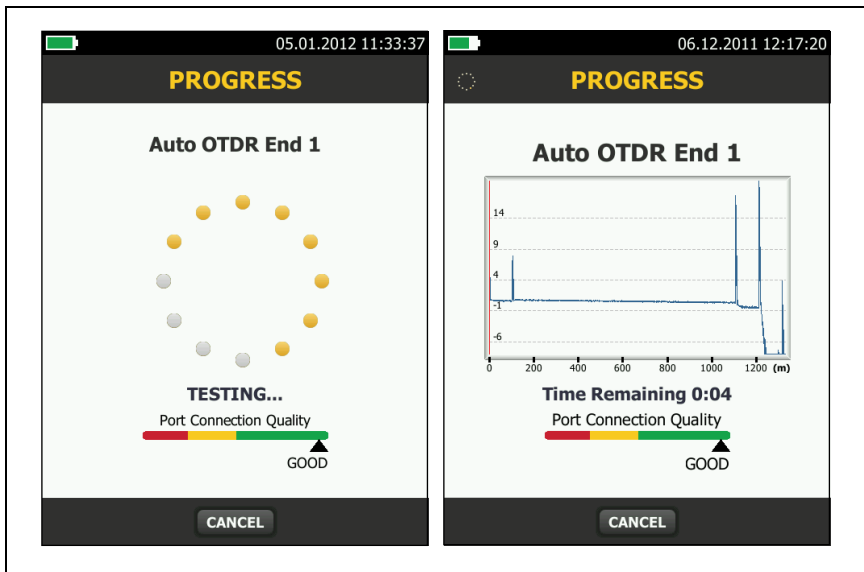 05.01.2012 11:33:37
PROGRESS
Auto OTDR End 1
TESTING...
Port Connection Quality
GOOD
CANCEL
06.12.2011 12:17:20
PROGRESS
Auto OTDR End 1
14
9
4
-1
-6
0 200 400 600 800 1000 1200 (m)
Time Remaining 0:04
Port Connection Quality
GOOD
CANCEL